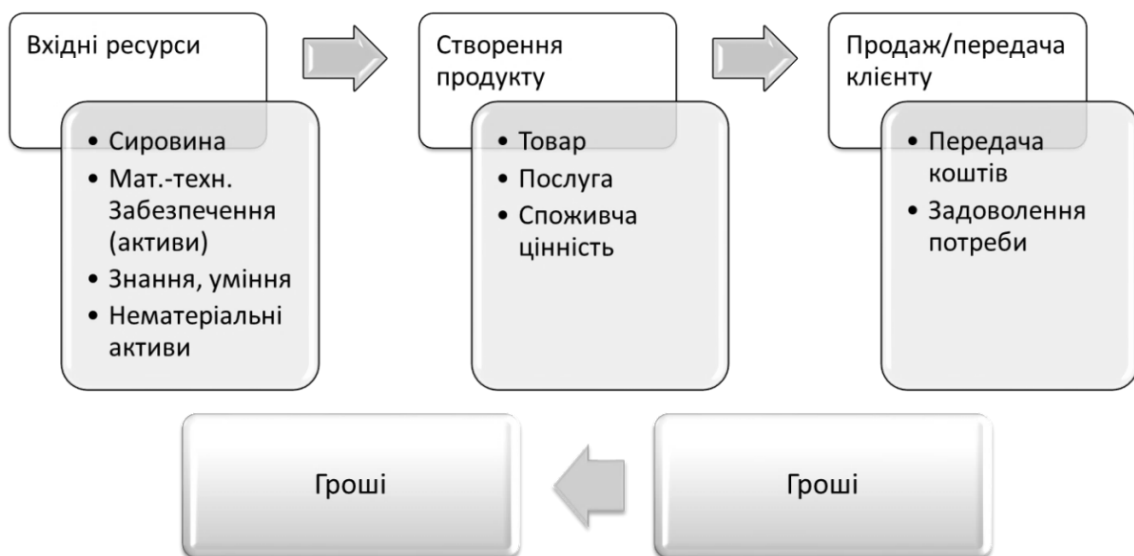 Вхідні ресурси
• Сировина
• Мат.-техн.
Забезпечення
(активи)
• Знання, уміння
• Нематеріальні
активи
Створення
продукту
• Товар
• Послуга
• Споживча
цінність
Продаж/передача
клієнту
• Передача
коштів
• Задоволення
потреби
Гроші
Гроші